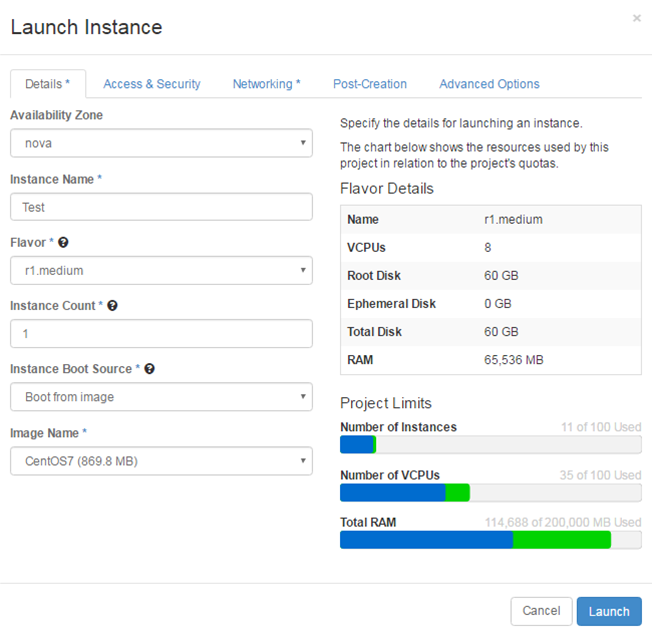 Launch Instance
×
Details *
Access & Security
Networking *
Post-Creation
Advanced Options
Availability Zone
nova
Instance Name *
Test
Flavor * ?
r1.medium
Instance Count * ?
1
Instance Boot Source * ?
Boot from image
Image Name *
CentOS7 (869.8 MB)
Specify the details for launching an instance.
The chart below shows the resources used by this
project in relation to the project's quotas.
Flavor Details
Name r1.medium
VCPUs 8
Root Disk 60 GB
Ephemeral Disk 0 GB
Total Disk 60 GB
RAM 65,536 MB
Project Limits
Number of Instances 11 of 100 Used
Number of VCPUs 35 of 100 Used
Total RAM 114,688 of 200,000 MB Used
Cancel
Launch